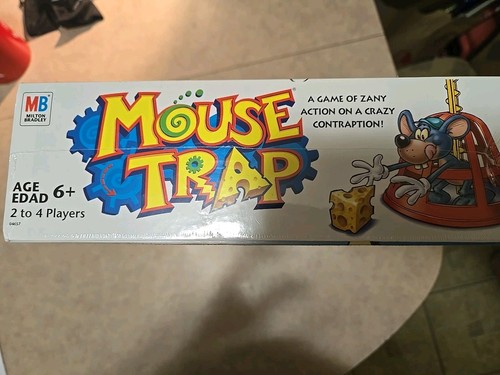 MB
MILTON
BRADLEY
MOUSE
TRAP
A GAME OF ZANY
ACTION ON A CRAZY
CONTRAPTION!
AGE
EDAD 6+
2 to 4 Players